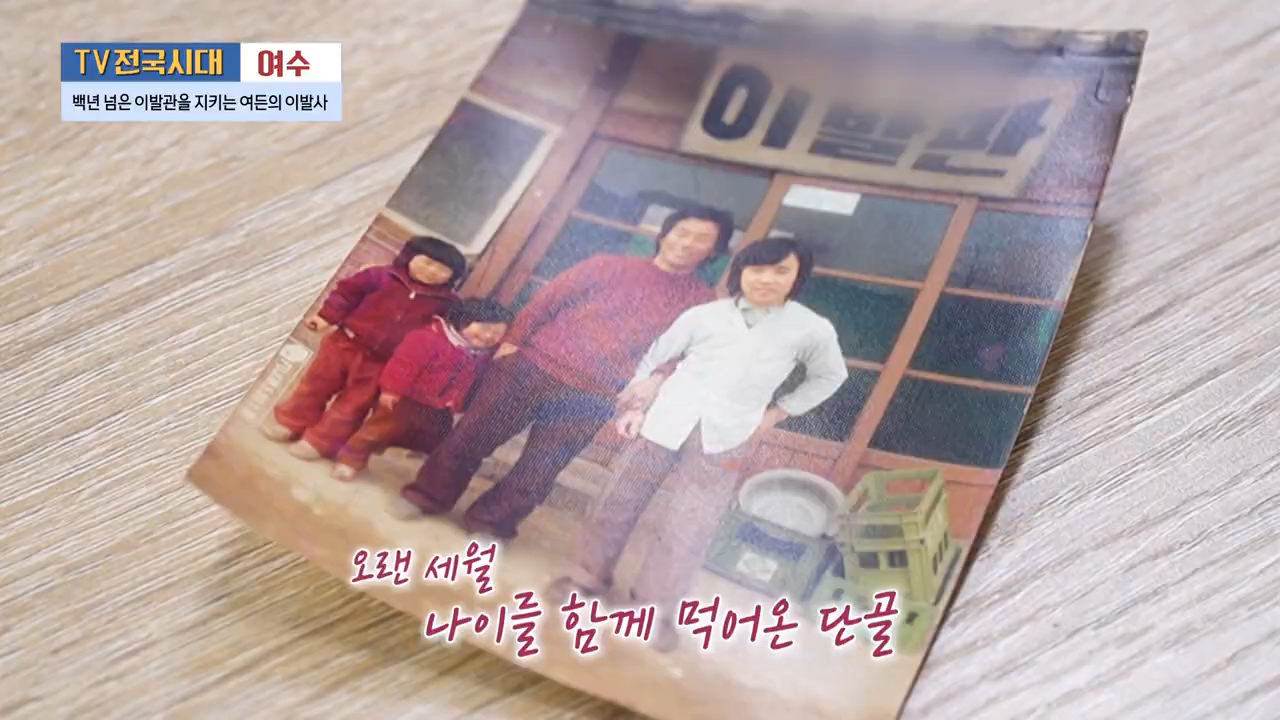 TV전국시대 여수
백년 넘은 이발관을 지키는 여든의 이발사
이발관
오랜 세월
나이를 함께 먹어온 단골